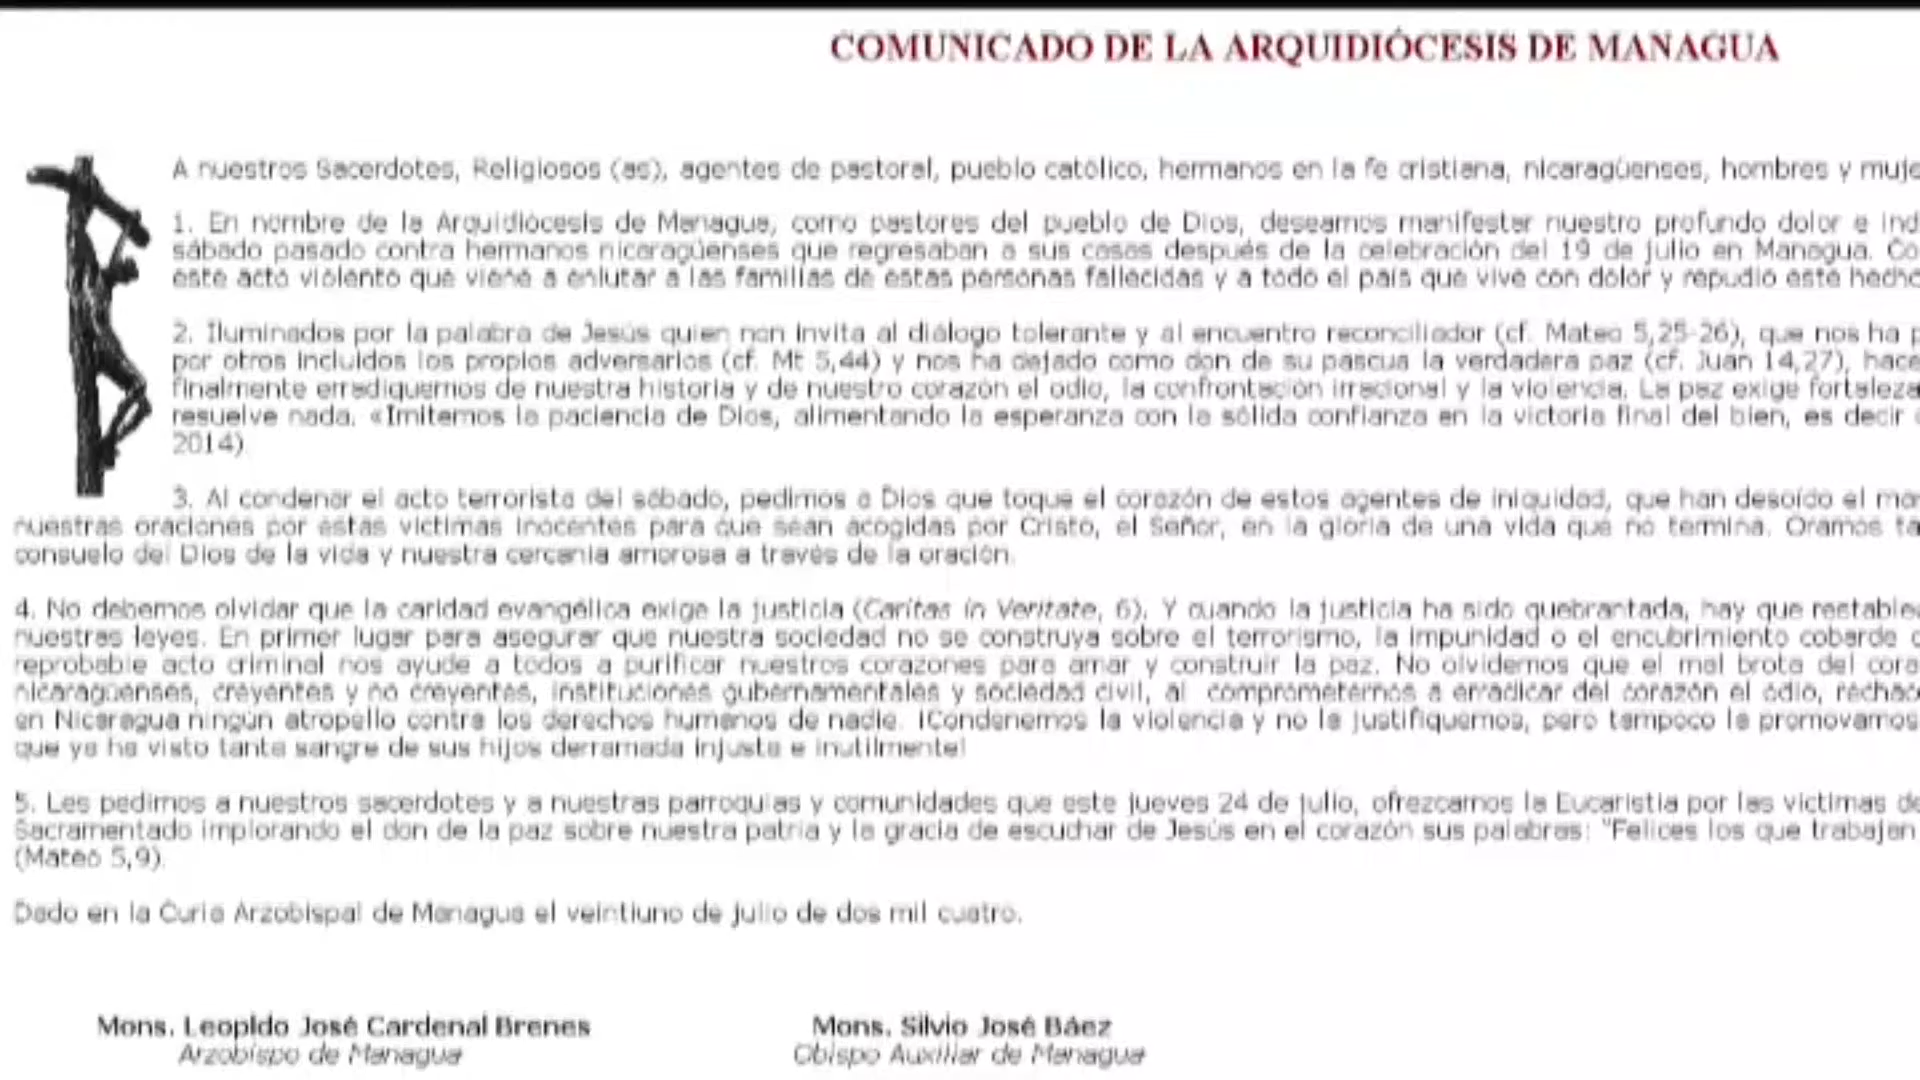 COMUNICADO DE LA ARQUIDIÓCESIS DE MANAGUA
A nuestros Sacerdotes, Religiosos (as), agentes de pastoral, pueblo católico, hermanos en la fe cristiana, nicaragüenses, hombres y muje
1. En nombre de la Arquidiócesis de Managua, como pastores del pueblo de Dios, deseamos manifestar nuestro profundo dolor e ind
sábado pasado contra hermanos nicaragüenses que regresaban a sus casas después de la celebración del 19 de julio en Managua. Co
este acto violento que viene a enlutar a las familias de estas personas fallecidas y a todo el país que vive con dolor y repudio este hecho
2. Iluminados por la palabra de Jesús quien non invita al diálogo tolerante y al encuentro reconciliador (cf. Mateo 5,25-26), que nos ha p
por otros incluidos los propios adversarios (cf. Mt 5,44) y nos ha dejado como don de su pascua la verdadera paz (cf. Juan 14,27), hace
finalmente erradiquemos de nuestra historia y de nuestro corazón el odio, la confrontación irracional y la violencia. La paz exige fortaleza
resuelve nada. «Imitemos la paciencia de Dios, alimentando la esperanza con la sólida confianza en la victoria final del bien, es decir
2014)
3. Al condenar el acto terrorista del sábado, pedimos a Dios que toque el corazón de estos agentes de iniquidad, que han desoído el man
nuestras oraciones por estas víctimas inocentes para que sean acogidas por Cristo, el Señor, en la gloria de una vida que no termina. Oramos ta
consuelo del Dios de la vida y nuestra cercanía amorosa a través de la oración.
4. No debemos olvidar que la caridad evangélica exige la justicia (Caritas in Veritate, 6). Y cuando la justicia ha sido quebrantada, hay que restable
nuestras leyes. En primer lugar para asegurar que nuestra sociedad no se construya sobre el terrorismo, la impunidad o el encubrimiento cobarde
reprobable acto criminal nos ayude a todos a purificar nuestros corazones para amar y construir la paz. No olvidemos que el mal brota del cora
nicaragüenses, creyentes y no creyentes, instituciones gubernamentales y sociedad civil, al comprometernos a erradicar del corazón el odio, rechac
en Nicaragua ningún atropello contra los derechos humanos de nadie. ¡Condenemos la violencia y no la justifiquemos, pero tampoco la promovamos
que ya ha visto tanta sangre de sus hijos derramada injusta e inútilmente!
5. Les pedimos a nuestros sacerdotes y a nuestras parroquias y comunidades que este jueves 24 de julio, ofrezcamos la Eucaristía por las víctimas de
Sacramentado implorando el don de la paz sobre nuestra patria y la gracia de escuchar de Jesús en el corazón sus palabras: "Felices los que trabajan
(Mateo 5,9).
Dado en la Curia Arzobispal de Managua el veintiuno de julio de dos mil cuatro.
Mons. Leopldo José Cardenal Brenes Mons. Silvio José Báez
Arzobispo de Managua Obispo Auxiliar de Managua